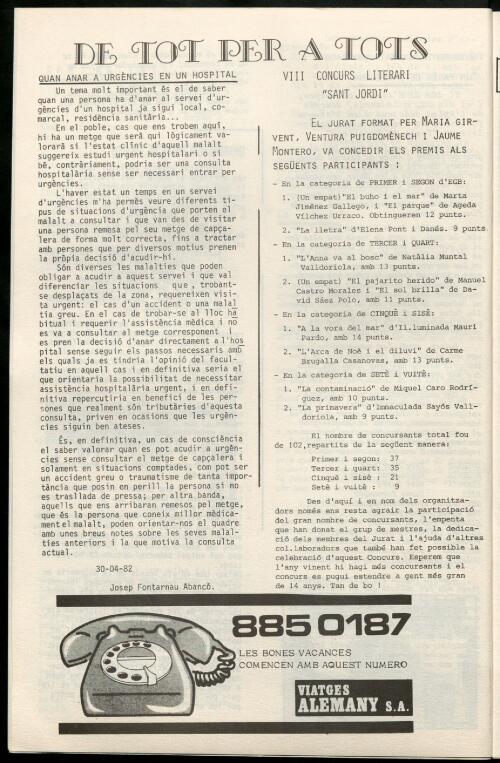 DE TOT PER A TOTS
QUAN ANAR A URGÈNCIES EN UN HOSPITAL
Un tema molt important és el de saber
quan una persona ha d'anar al servei d'ur-
gències d'un hospital ja sigui local, co-
marcal, residència sanitària...
En el poble, cas que ens trobem aquí,
hi ha un metge que serà qui lògicament va-
lorarà si l'estat clínic d'aquell malalt
suggereix estudi urgent hospitalari o si
bé, contràriament, podria ser una consulta
hospitalària sense ser necessari entrar per
urgències.
L'haver estat un temps en un servei
d'urgències m'ha permès veure diferents ti-
pus de situacions d'urgència que porten el
malalt a consultar i que van des de visitar
una persona remesa pel seu metge de capça-
lera de forma molt correcta, fins a tractar
amb persones que per diversos motius prenen
la pròpia decisió d'acudir-hi.
Són diverses les malalties que poden
obligar a acudir a aquest servei i que val
diferenciar les situacions que, trobant-
se desplaçats de la zona, requereixen visi-
ta urgent: el cas d'un accident o una malal
tia greu. En el cas de trobar-se al lloc ha
bitual i requerir l'assistència mèdica i no
es va a consultar al metge corresponent i
es pren la decisió d'anar directament a l'hos
pital sense seguir els passos necessaris amb
els quals ja es tindria l'opinió del facul-
tatiu en aquell cas i en definitiva seria el
que orientaria la possibilitat de necessitar
assistència hospitalària urgent, i en defi-
nitiva repercutiria en benefici de les per-
sones que realment són tributàries d'aquesta
consulta, priven en ocasions que les urgèn-
cies siguin ben ateses.
És, en definitiva, un cas de consciència
el saber valorar quan es pot acudir a urgèn-
cies sense consultar el metge de capçalera i
solament en situacions comptades, com pot ser
un accident greu o traumatisme de tanta impor-
tància que posin en perill la persona si no
es trasllada de pressa; per altra banda,
aquells que ens arribaran remesos pel metge,
que és la persona que coneix millor mèdica-
ment el malalt, poden orientar-nos el quadre
amb unes breus notes sobre les seves malal-
ties anteriors i la que motiva la consulta
actual.
30-04-82
Josep Fontarnau Abancó.
VIII CONCURS LITERARI
"SANT JORDI"
EL JURAT FORMAT PER MARIA GIR-
VENT, VENTURA PUIGDOMÈNECH I JAUME
MONTERO, VA CONCEDIR ELS PREMIS ALS
SEGÜENTS PARTICIPANTS :
- En la categoria de PRIMER i SEGON d'EGB:
1. (Un empat)"El buho i el mar" de Marta
Jiménez Gallego, i "El parque" de Ageda
Vílchez Urraco. Obtingueren 12 punts.
2. "La lletra" d'Elena Pont i Danés. 9 punts
- En la categoria de TERCER i QUART:
1. "L'Anna va al bosc" de Natàlia Muntal
Valldoriola, amb 13 punts.
2. (Un empat) "El pajarito herido" de Manuel
Castro Morales i "El sol brilla" de Da-
vid Sáez Polo, amb 11 punts.
- En la categoria de CINQUÈ i SISÈ:
1. "A la vora del mar" d'Il.luminada Maurí
Pardo, amb 14 punts.
2. "L'Arca de Noè i el diluvi" de Carme
Brugalla Casanovas, amb 13 punts.
- En la categoria de SETÈ i VUITÈ:
1. "La contaminació" de Miquel Caro Rodrí-
guez, amb 10 punts.
2. "La primavera" d'Immaculada Sayós Vall-
doriola, amb 9 punts.
El nombre de concursants total fou
de 102,repartits de la següent manera:
Primer i segon: 37
Tercer i quart: 35
Cinquè i sisè : 21
Setè i vuitè : 9
Des d'aquí i en nom dels organitza-
dors només ens resta agrair la participació
del gran nombre de concursants, l'empenta
que han donat el grup de mestres, la dedica-
ció dels membres del Jurat i l'ajuda d'altres
col.laboradors que també han fet possible la
celebració d'aquest Concurs. Esperem que
l'any vinent hi hagi més concursants i el
concurs es pugui estendre a gent més gran
de 14 anys. Tan de bo !
885 0187
LES BONES VACANCES
COMENCEN AMB AQUEST NUMERO
VIATGES
ALEMANY S.A.